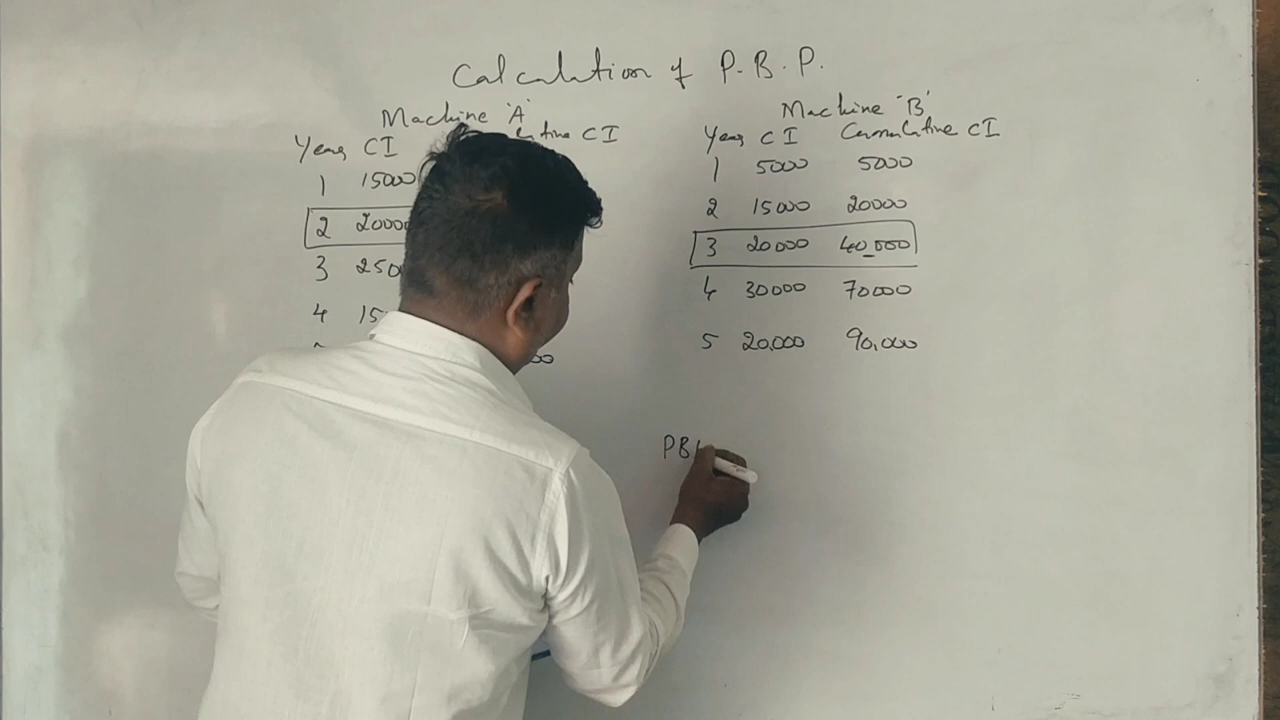 Calculation of P.B.P.
Machine 'A'
Year CI CI
1 15000
2 20000
3
4
Machine 'B'
Year CI Cumulative CI
1 5000 5000
2 15000 20000
3 20000 40,000
4 30000 70000
5 20,000 90,000
PB